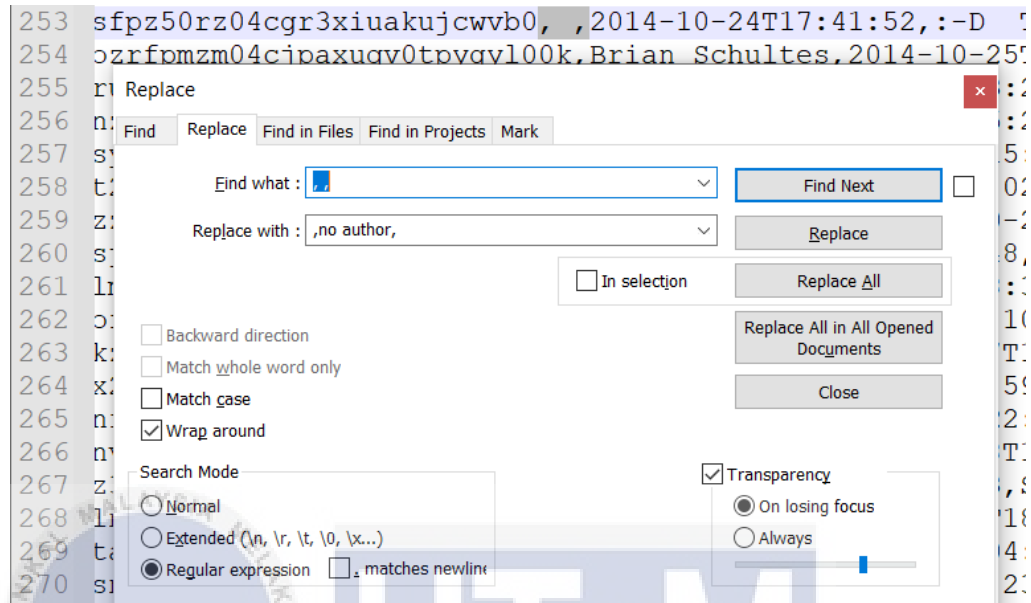 253 sfpz50rz04cgr3xiuakujcwvb0, ,2014-10-24T17:41:52,:-D
254 ozrfpmzm04cjpaxugv0tpvqvl00k,Brian Schultes,2014-10-25T
255
Replace
256
Find Replace Find in Files Find in Projects Mark
257
258 Find what : , , Find Next
259
260 Replace with : ,no author, Replace
261 In selection Replace All
262
Backward direction Replace All in All Opened Documents
263
Match whole word only
264
Match case Close
265
Wrap around
266
Search Mode Transparency
267
Normal On losing focus
268
Extended (\n, \r, \t, \0, \x...) Always
269
Regular expression . matches newline
270